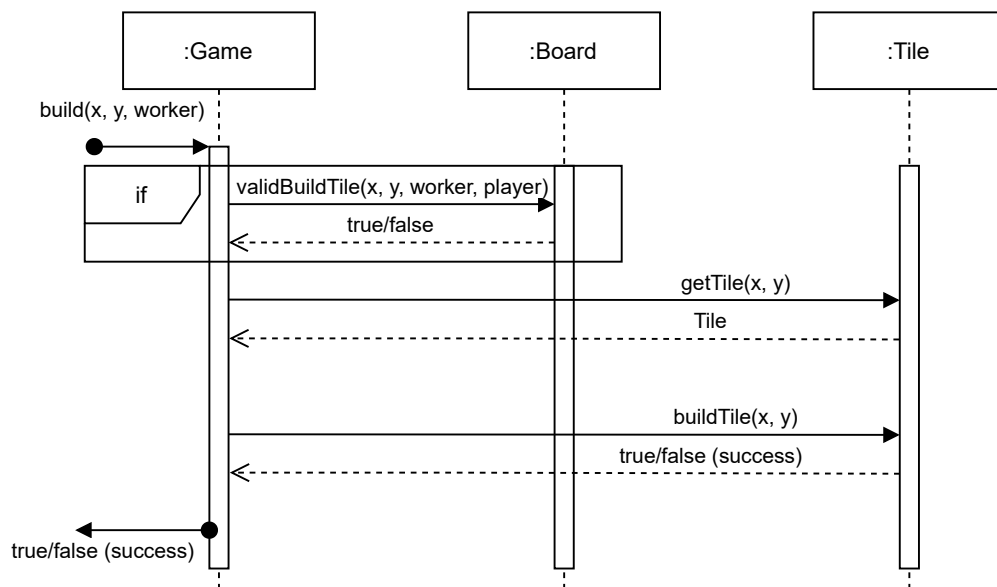 :Game
:Board
:Tile
build(x, y, worker)
if
validBuildTile(x, y, worker, player)
true/false
getTile(x, y)
Tile
buildTile(x, y)
true/false (success)
true/false (success)